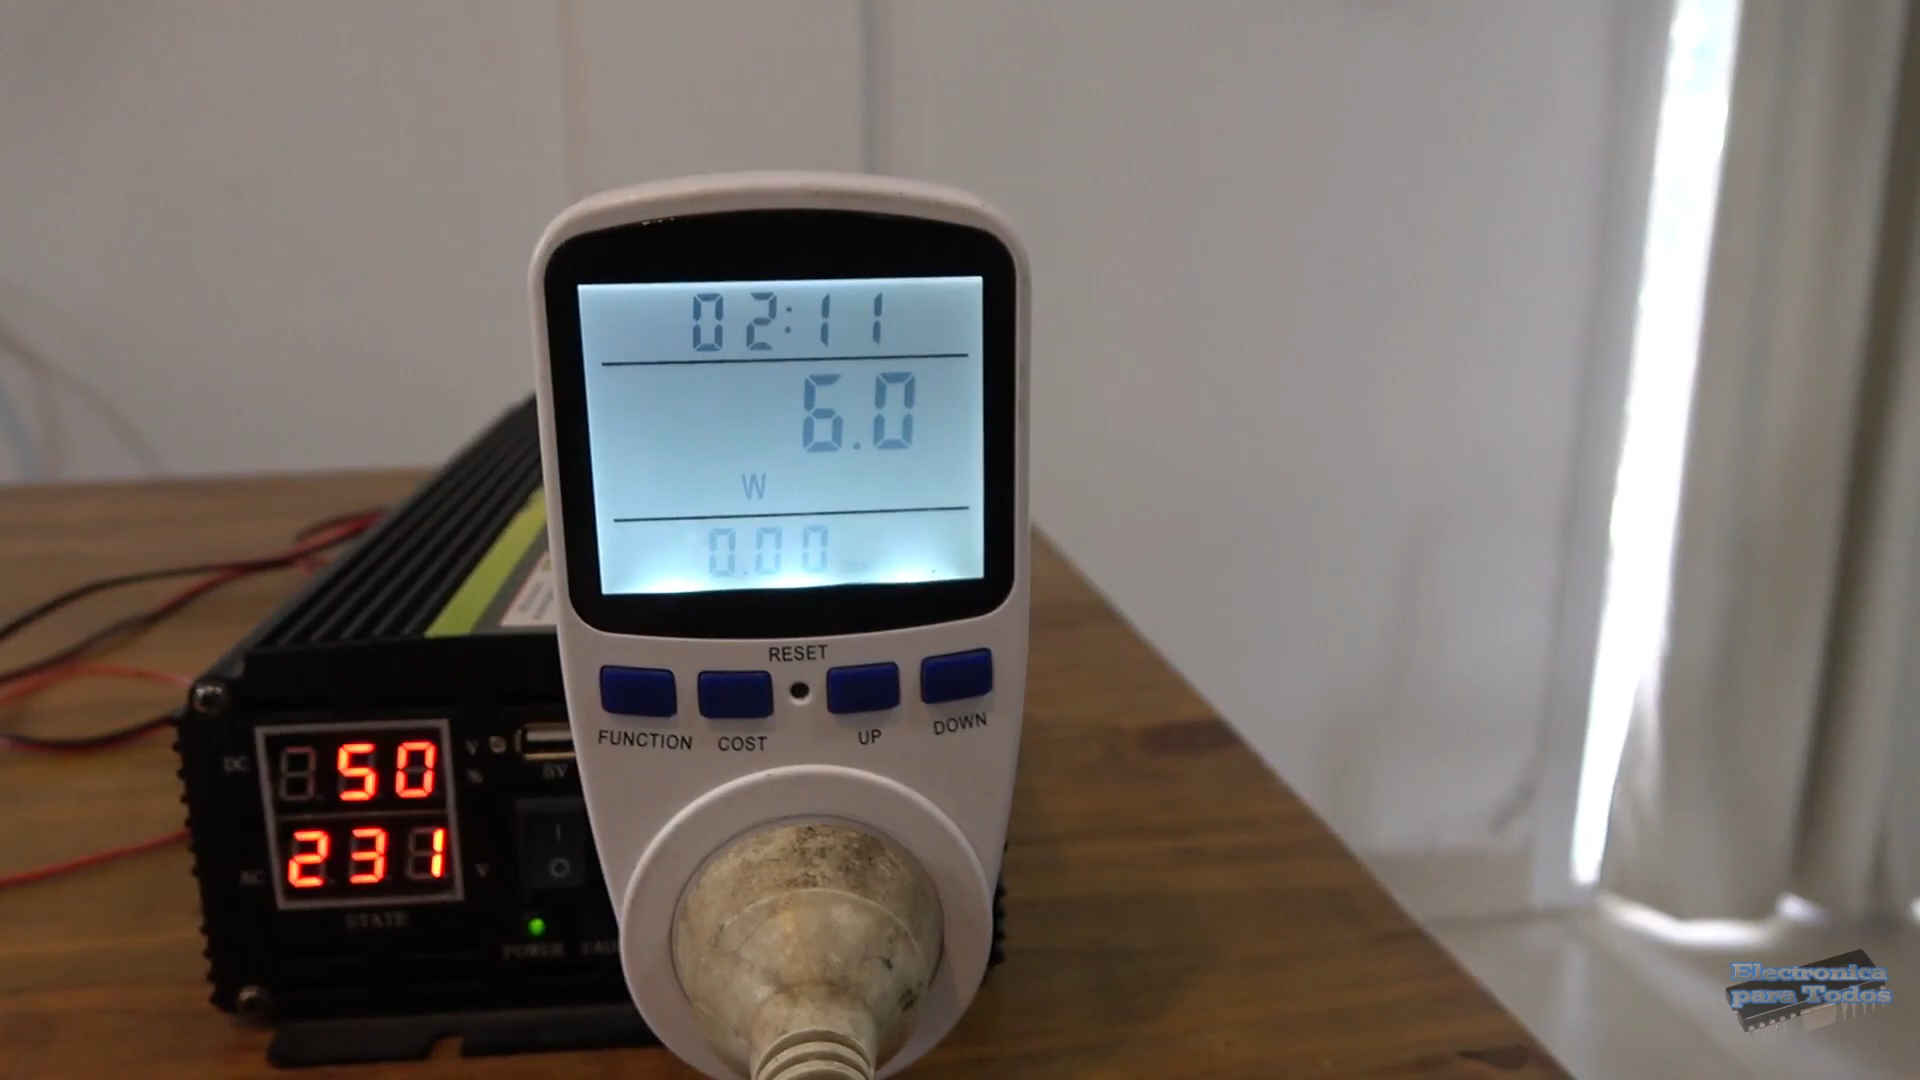 02:11
6.0
W
0.00
RESET
FUNCTION COST UP DOWN
DC 50 V %
5V
AC 231 V
STATE
POWER
Electronica
para Todos